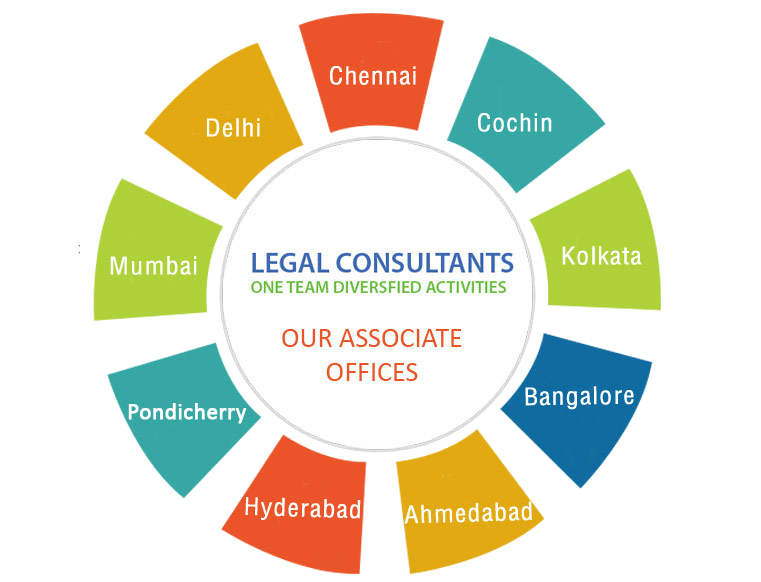 Chennai
Cochin
Kolkata
Bangalore
Ahmedabad
Hyderabad
Pondicherry
Mumbai
Delhi
LEGAL CONSULTANTS
ONE TEAM DIVERSFIED ACTIVITIES
OUR ASSOCIATE
OFFICES
: